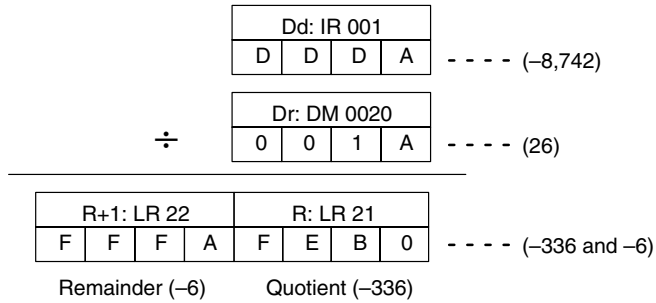 Dd: IR 001
D D D A - - - - (–8,742)
Dr: DM 0020
÷ 0 0 1 A - - - - (26)
R+1: LR 22 R: LR 21
F F F A F E B 0 - - - - (–336 and –6)
Remainder (–6) Quotient (–336)